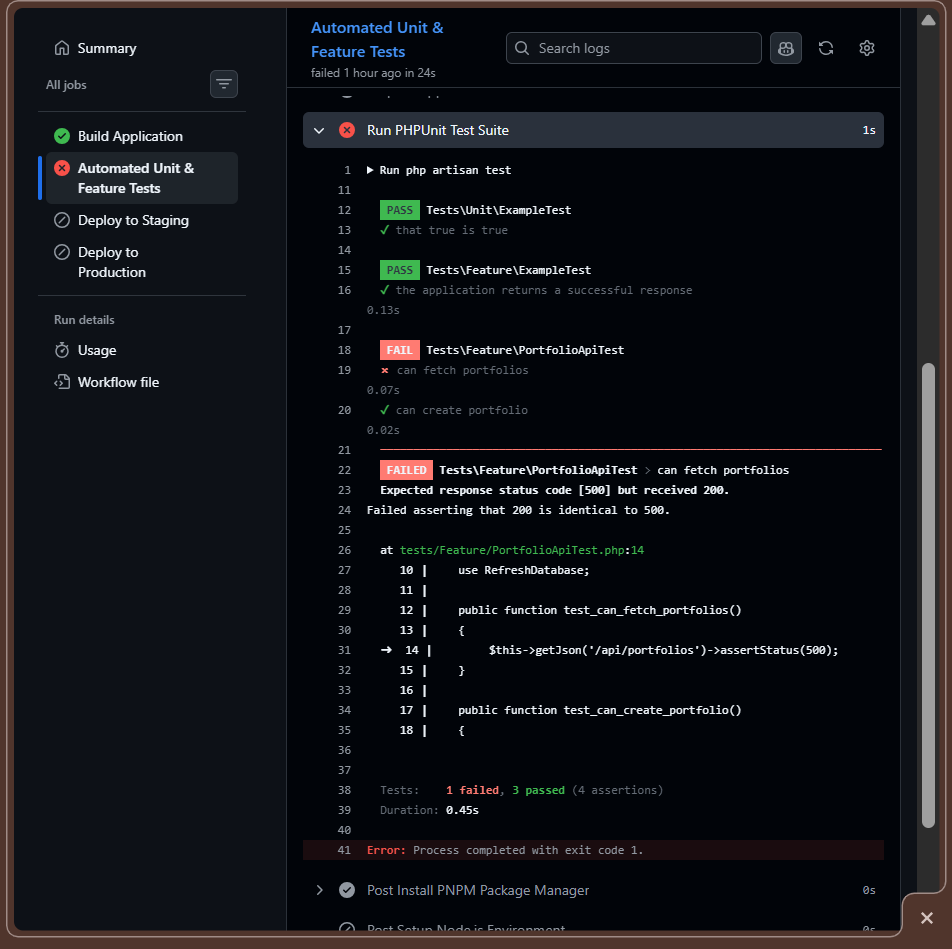 Summary
All jobs
Build Application
Automated Unit &
Feature Tests
Deploy to Staging
Deploy to
Production
Run details
Usage
Workflow file
Automated Unit &
Feature Tests
failed 1 hour ago in 24s
Search logs
Run PHPUnit Test Suite 1s
1 Run php artisan test
11
12 PASS Tests\Unit\ExampleTest
13 ✓ that true is true
14
15 PASS Tests\Feature\ExampleTest
16 ✓ the application returns a successful response
0.13s
17
18 FAIL Tests\Feature\PortfolioApiTest
19 ⨯ can fetch portfolios
0.07s
20 ✓ can create portfolio
0.02s
21
22 FAILED Tests\Feature\PortfolioApiTest > can fetch portfolios
23 Expected response status code [500] but received 200.
24 Failed asserting that 200 is identical to 500.
25
26 at tests/Feature/PortfolioApiTest.php:14
27 10 | use RefreshDatabase;
28 11 |
29 12 | public function test_can_fetch_portfolios()
30 13 | {
31 ➜ 14 | $this->getJson('/api/portfolios')->assertStatus(500);
32 15 | }
33 16 |
34 17 | public function test_can_create_portfolio()
35 18 | {
36
37
38 Tests: 1 failed, 3 passed (4 assertions)
39 Duration: 0.45s
40
41 Error: Process completed with exit code 1.
Post Install PNPM Package Manager 0s
Post Setup Node.js Environment 0s